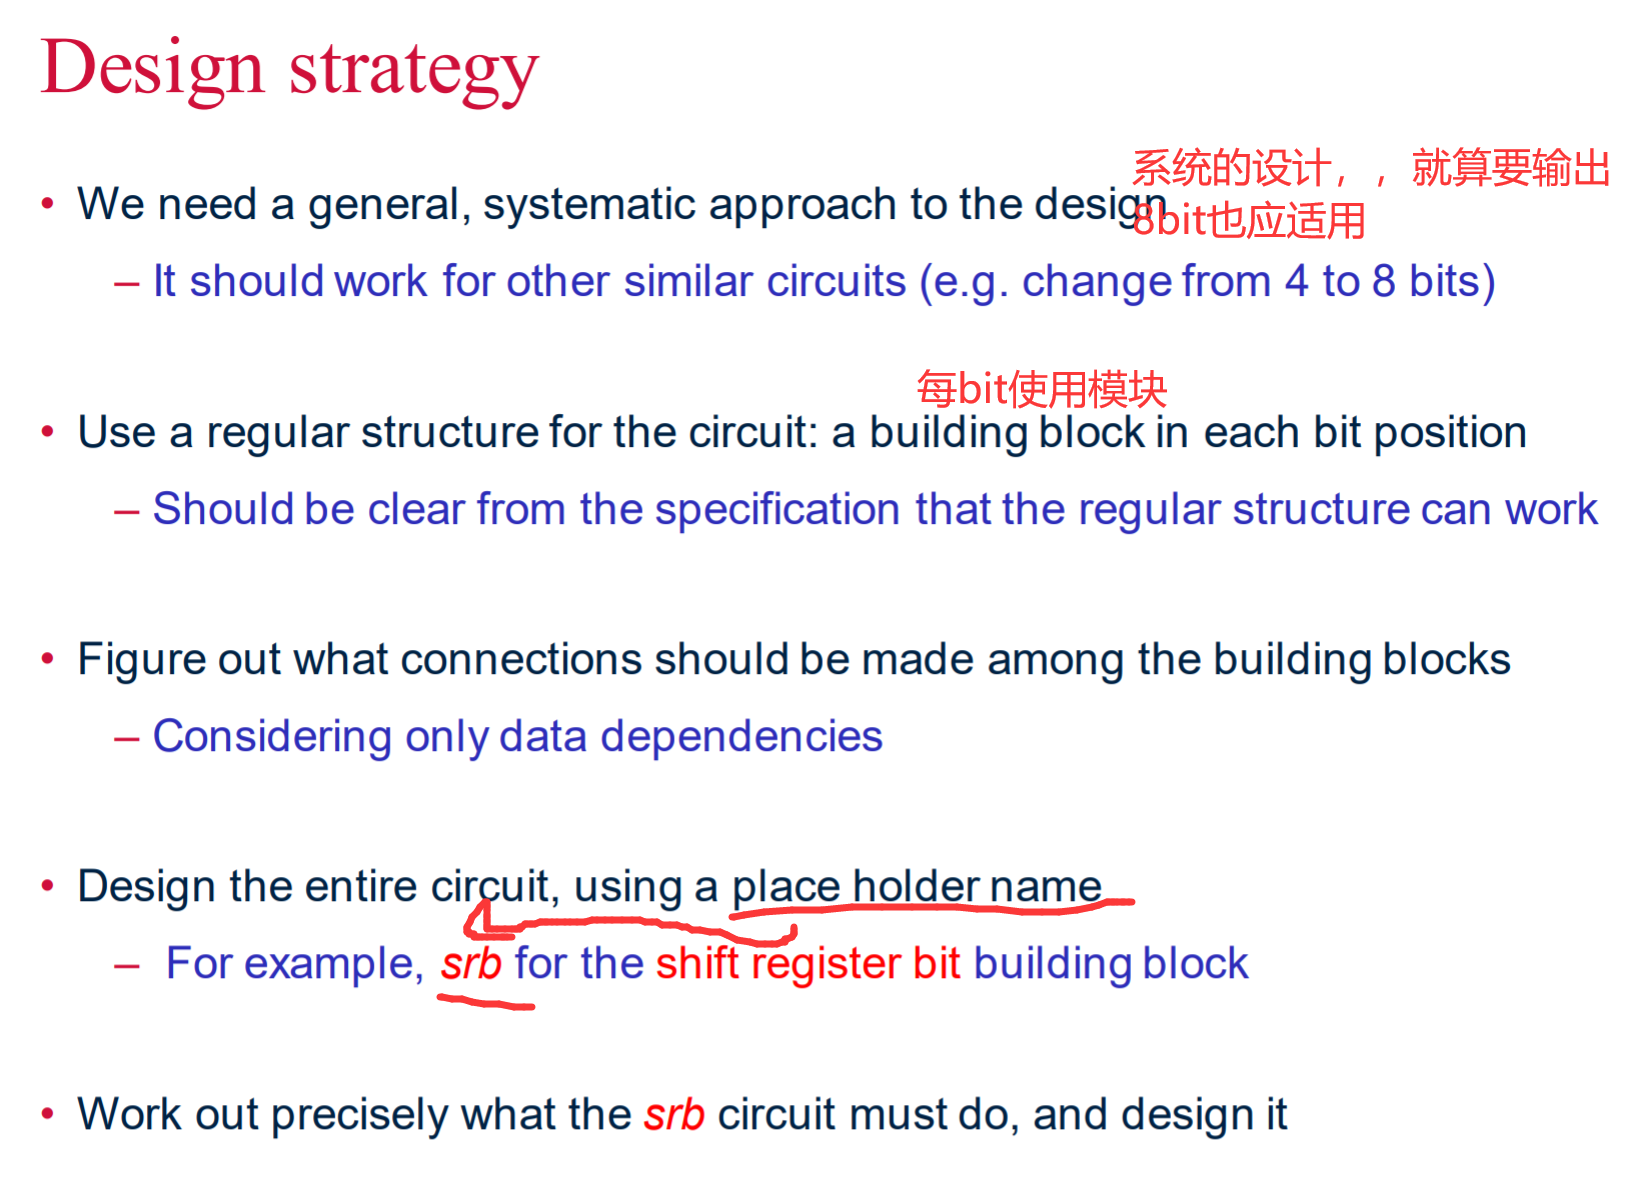 Design strategy
系统的设计，，就算要输出
• We need a general, systematic approach to the design
8bit也应适用
– It should work for other similar circuits (e.g. change from 4 to 8 bits)
每bit使用模块
• Use a regular structure for the circuit: a building block in each bit position
– Should be clear from the specification that the regular structure can work
• Figure out what connections should be made among the building blocks
– Considering only data dependencies
• Design the entire circuit, using a place holder name
– For example, srb for the shift register bit building block
• Work out precisely what the srb circuit must do, and design it